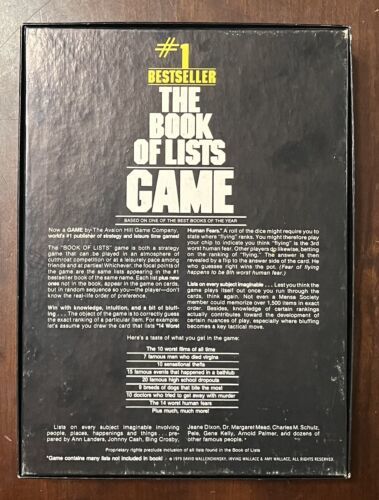 #1
BESTSELLER
THE
BOOK
OF LISTS
GAME
BASED ON ONE OF THE BEST BOOKS OF THE YEAR
Now a GAME by The Avalon Hill Game Company,
world's #1 publisher of strategy and leisure time games!
The "BOOK OF LISTS" game is both a strategy
game that can be played in an atmosphere of
cutthroat competition or at a leisurely pace among
friends and at parties! Whichever, the focal points of
the game are the same lists appearing in the #1
bestseller book of the same name. Each list plus new
ones not in the book, appear in the game on cards,
but in random sequence so you—the player—don't
know the real-life order of preference.
Win with knowledge, intuition, and a bit of bluff-
ing... The object of the game is to correctly guess
the exact ranking of a particular item. For example:
let's assume you draw the card that lists "14 Worst
Human Fears." A roll of the dice might require you to
state where "flying" ranks. You might therefore play
your chip to indicate you think "flying" is the 3rd
worst human fear. Other players do likewise, betting
on the ranking of "flying." The answer is then
revealed by a flip to the answer side of the card. He
who guesses right wins the pot. (Fear of flying
happens to be 8th worst human fear.)
Lists on every subject imaginable... Lest you think the
game plays itself out once you run through the
cards, think again. Not even a Mensa Society
member could memorize over 1,500 items in exact
order. Besides, knowledge of certain rankings
actually contributes toward the development of
certain nuances of play, especially where bluffing
becomes a key tactical move.
Here's a taste of what you get in the game:
The 10 worst films of all time
7 famous men who died virgins
10 sensational thefts
15 famous events that happened in a bathtub
20 famous high school dropouts
9 breeds of dogs that bite the most
10 doctors who tried to get away with murder
The 14 worst human fears
Plus much, much more!
Lists on every subject imaginable involving
people, places, happenings and things... pre-
pared by Ann Landers, Johnny Cash, Bing Crosby,
Jeane Dixon, Dr. Margaret Mead, Charles M. Schulz,
Pele, Gene Kelly, Arnold Palmer, and dozens of
other famous people. *
Proprietary rights preclude inclusion of all lists found in the Book of Lists
*Game contains many lists not included in book! © 1979 DAVID WALLECHINSKY, IRVING WALLACE & AMY WALLACE, ALL RIGHTS RESERVED.